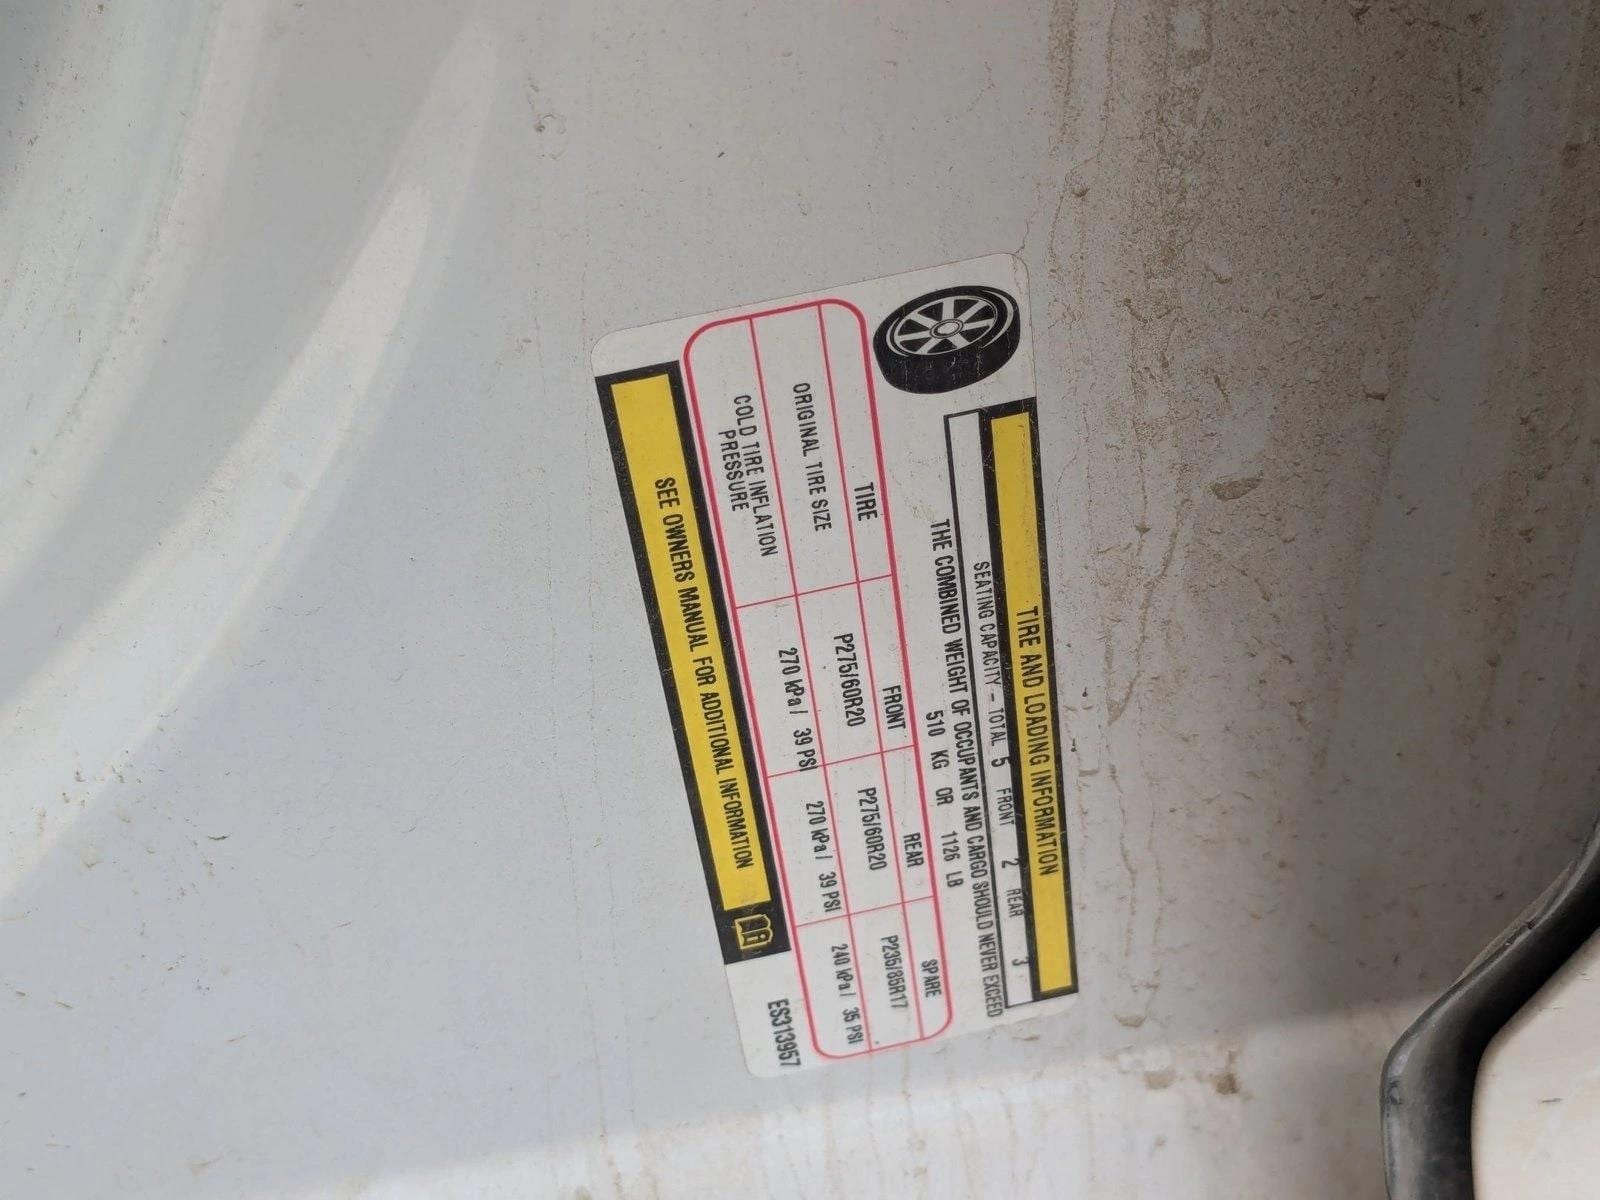 TIRE AND LOADING INFORMATION
SEATING CAPACITY - TOTAL 5 FRONT 2 REAR 3
THE COMBINED WEIGHT OF OCCUPANTS AND CARGO SHOULD NEVER EXCEED
510 KG OR 1126 LB
TIRE FRONT REAR SPARE
ORIGINAL TIRE SIZE P275/60R20 P275/60R20 P235/85R17
COLD TIRE INFLATION
PRESSURE 270 kPa / 39 PSI 270 kPa / 39 PSI 240 kPa / 35 PSI
SEE OWNERS MANUAL FOR ADDITIONAL INFORMATION
ES313957